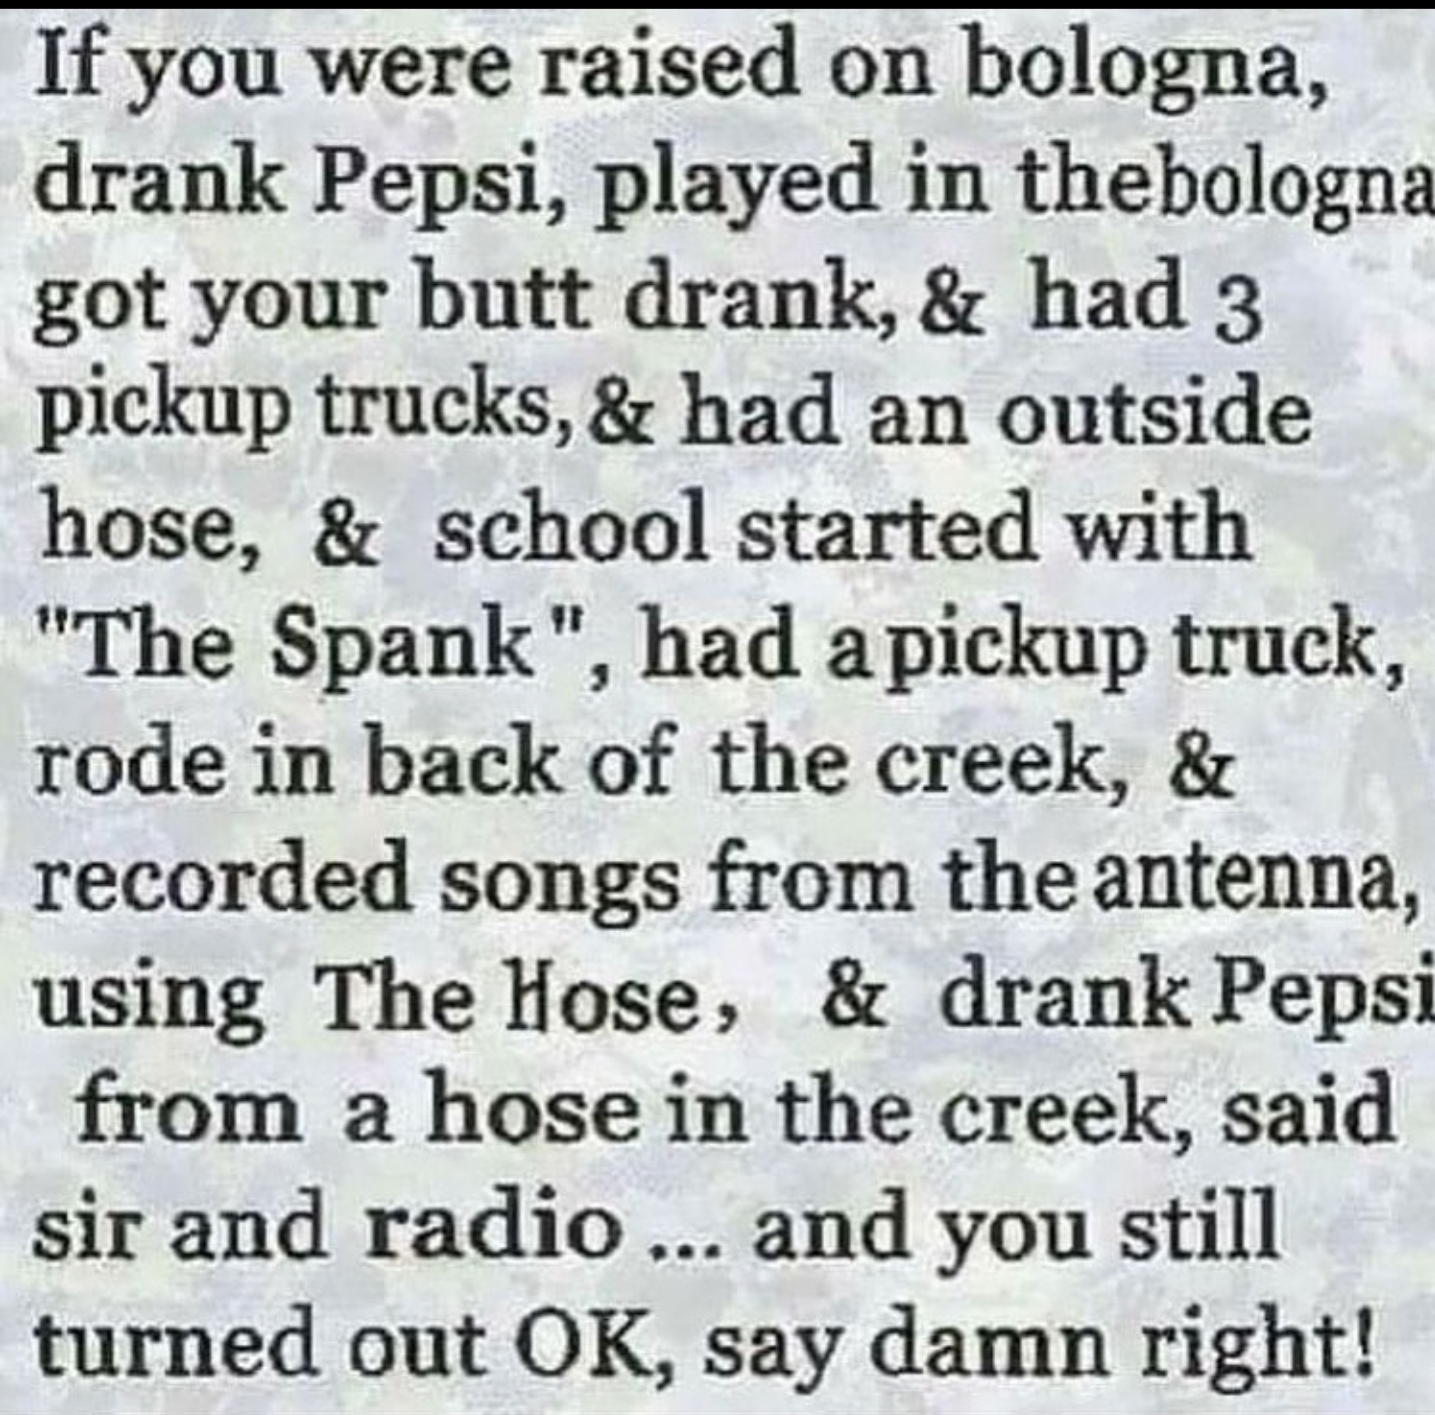 If you were raised on bologna,
drank Pepsi, played in thebologna
got your butt drank, & had 3
pickup trucks, & had an outside
hose, & school started with
"The Spank", had a pickup truck,
rode in back of the creek, &
recorded songs from the antenna,
using The Hose, & drank Pepsi
from a hose in the creek, said
sir and radio ... and you still
turned out OK, say damn right!